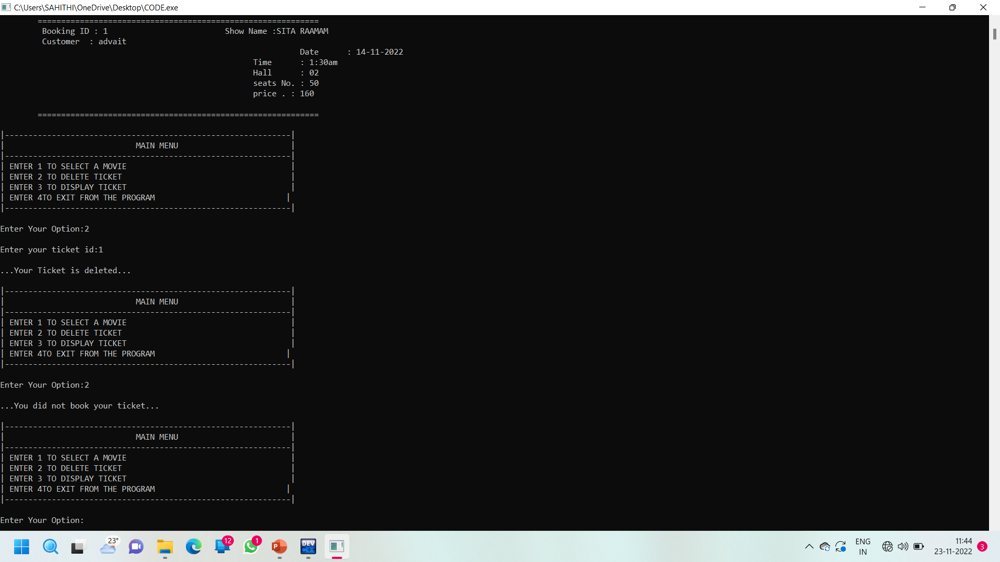 C:\Users\SAHITHI\OneDrive\Desktop\CODE.exe
============================================================
Booking ID : 1 Show Name :SITA RAAMAM
Customer : advait
Date : 14-11-2022
Time : 1:30am
Hall : 02
seats No. : 50
price . : 160
============================================================
|-------------------------------------------------------------|
| MAIN MENU |
|-------------------------------------------------------------|
| ENTER 1 TO SELECT A MOVIE |
| ENTER 2 TO DELETE TICKET |
| ENTER 3 TO DISPLAY TICKET |
| ENTER 4TO EXIT FROM THE PROGRAM |
|-------------------------------------------------------------|
Enter Your Option:2
Enter your ticket id:1
...Your Ticket is deleted...
|-------------------------------------------------------------|
| MAIN MENU |
|-------------------------------------------------------------|
| ENTER 1 TO SELECT A MOVIE |
| ENTER 2 TO DELETE TICKET |
| ENTER 3 TO DISPLAY TICKET |
| ENTER 4TO EXIT FROM THE PROGRAM |
|-------------------------------------------------------------|
Enter Your Option:2
...You did not book your ticket...
|-------------------------------------------------------------|
| MAIN MENU |
|-------------------------------------------------------------|
| ENTER 1 TO SELECT A MOVIE |
| ENTER 2 TO DELETE TICKET |
| ENTER 3 TO DISPLAY TICKET |
| ENTER 4TO EXIT FROM THE PROGRAM |
|-------------------------------------------------------------|
Enter Your Option:
23°
12
1
P
DEV
C++
ENG
IN
11:44
23-11-2022
3